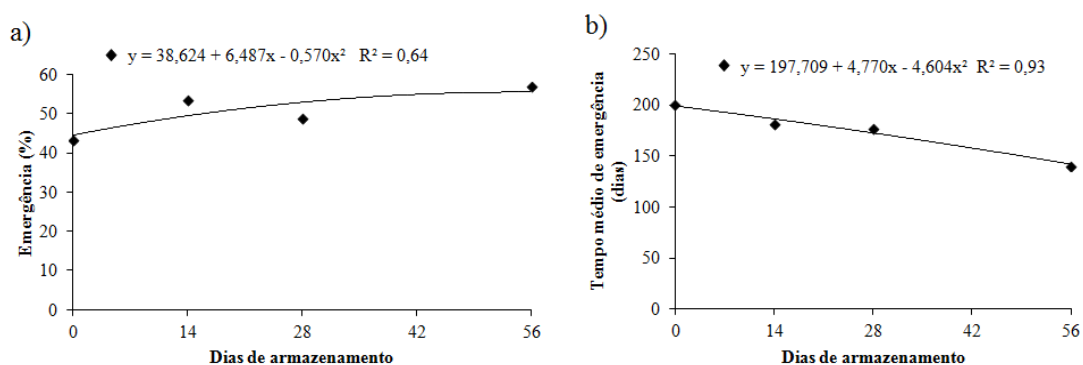 a)
y = 38,624 + 6,487x - 0,570x² R² = 0,64
60
50
40
30
20
10
0
Emergência (%)
0 14 28 42 56
Dias de armazenamento
b)
y = 197,709 + 4,770x - 4,604x² R² = 0,93
250
200
150
100
50
0
Tempo médio de emergência
(dias)
0 14 28 42 56
Dias de armazenamento